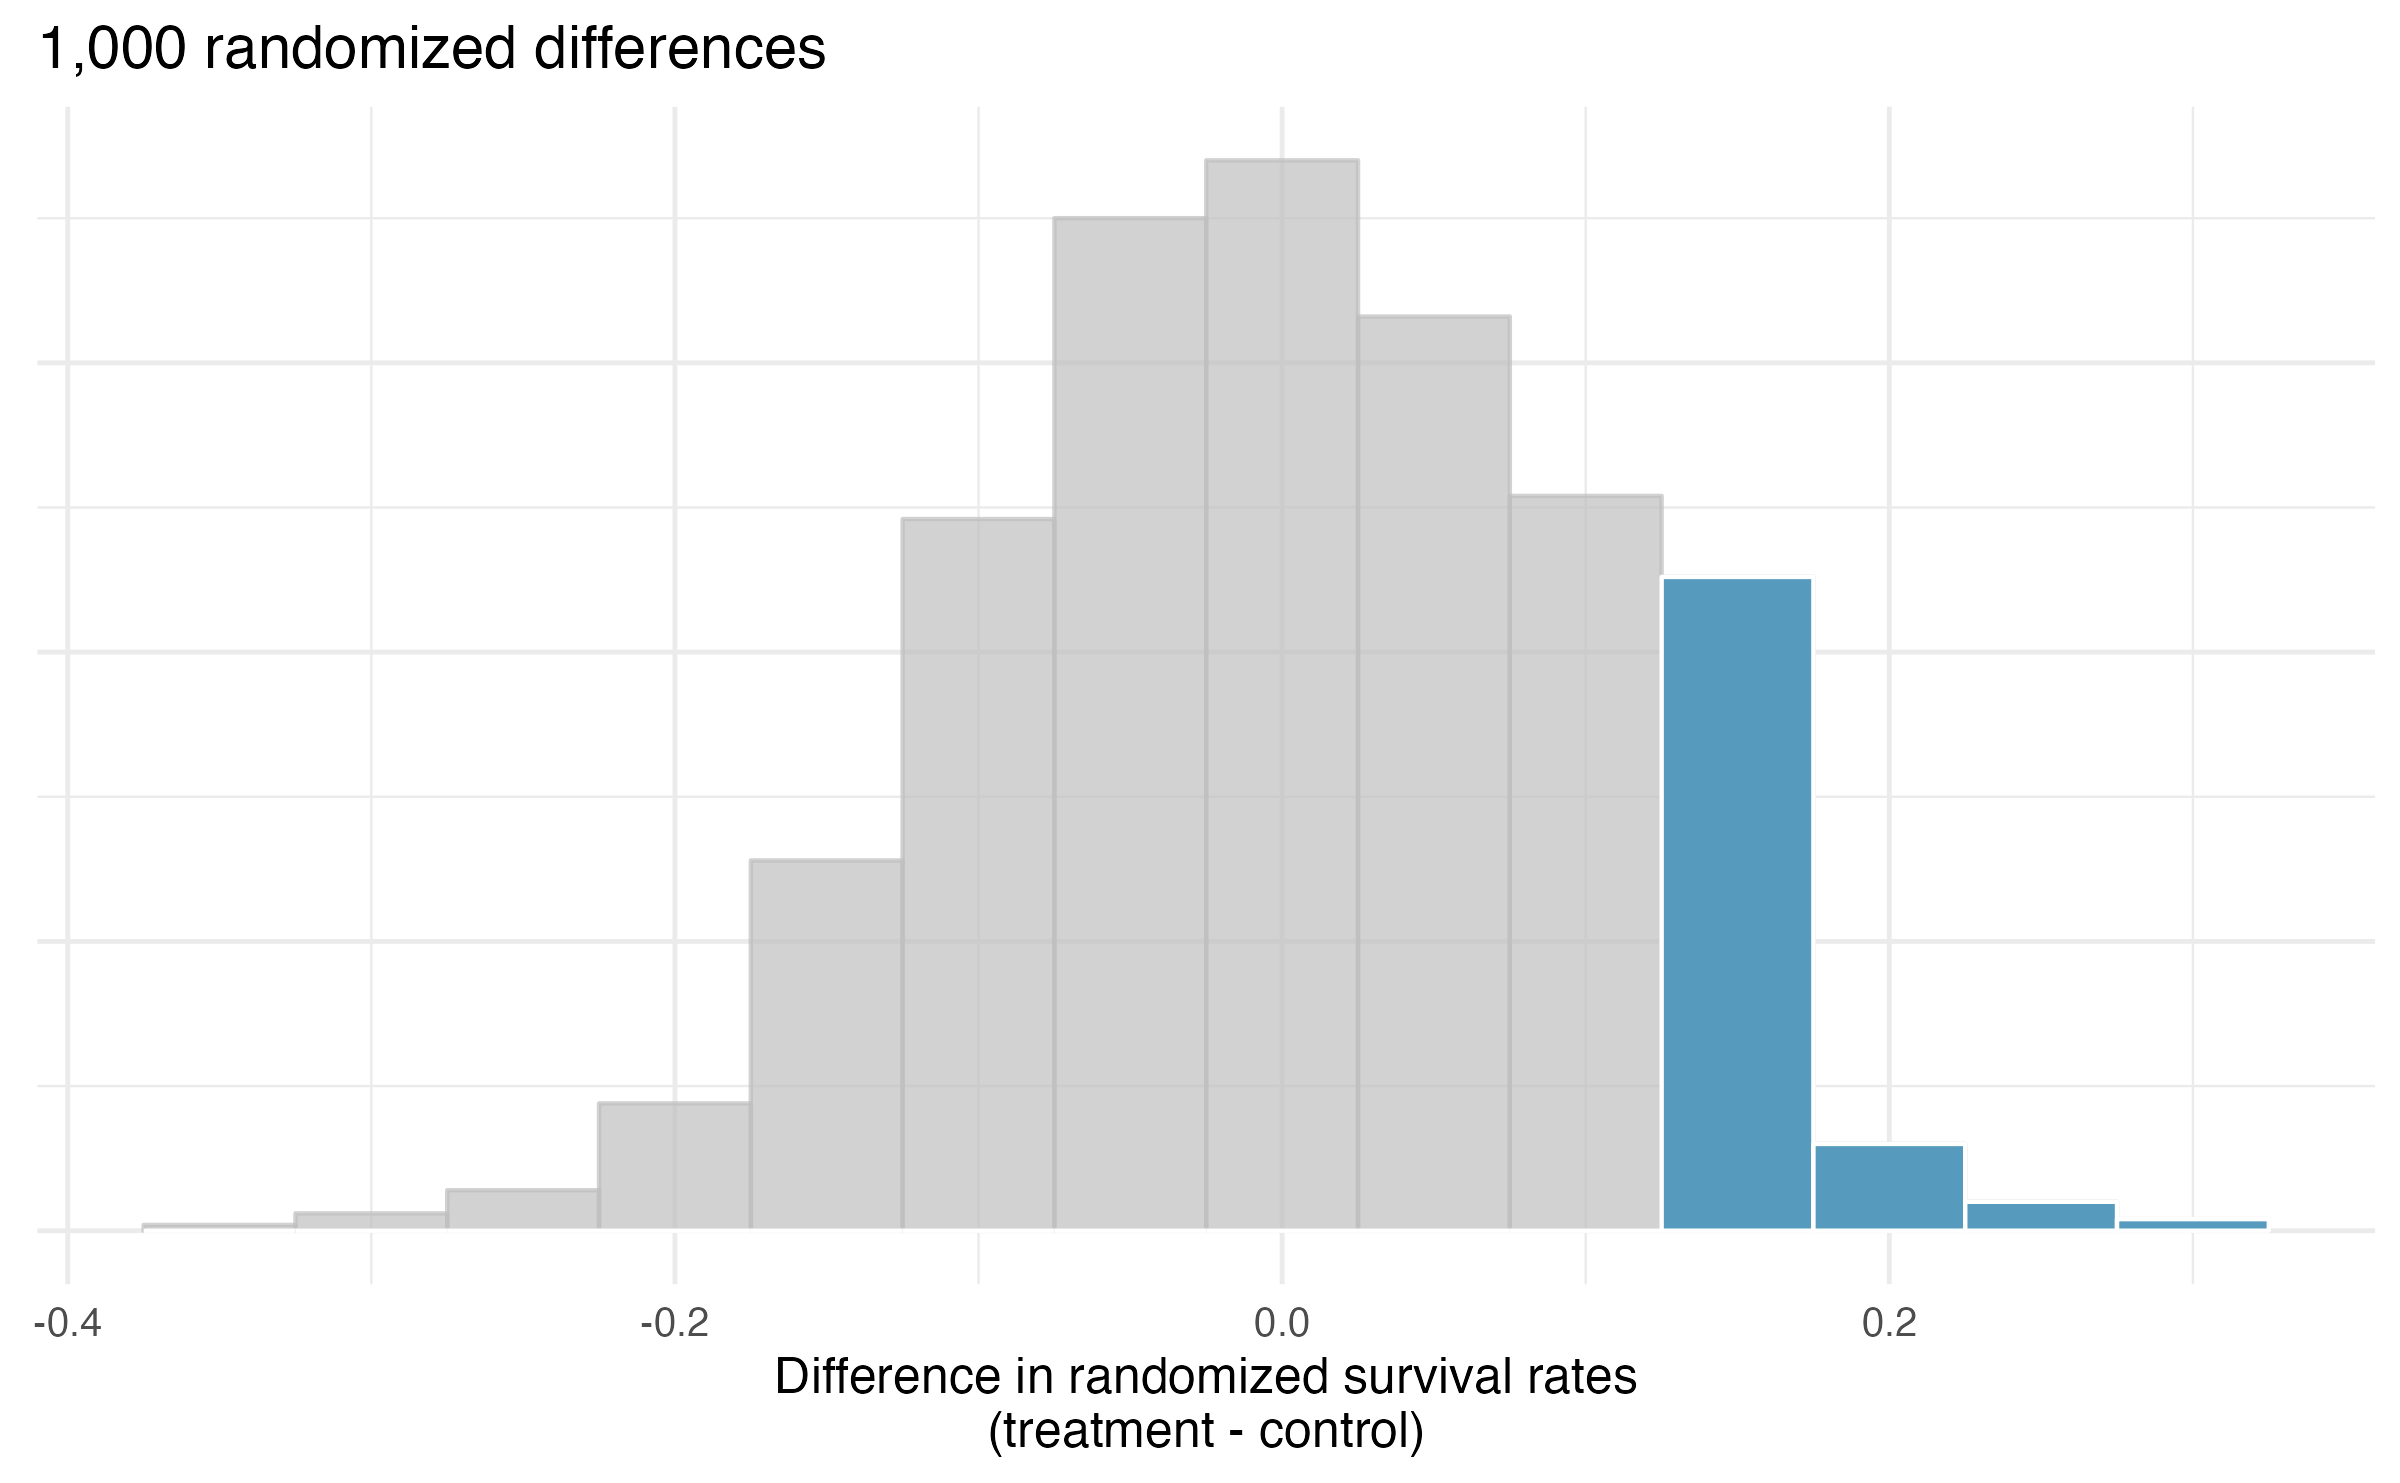 1,000 randomized differences
-0.4
-0.2
0.0
0.2
Difference in randomized survival rates
(treatment - control)